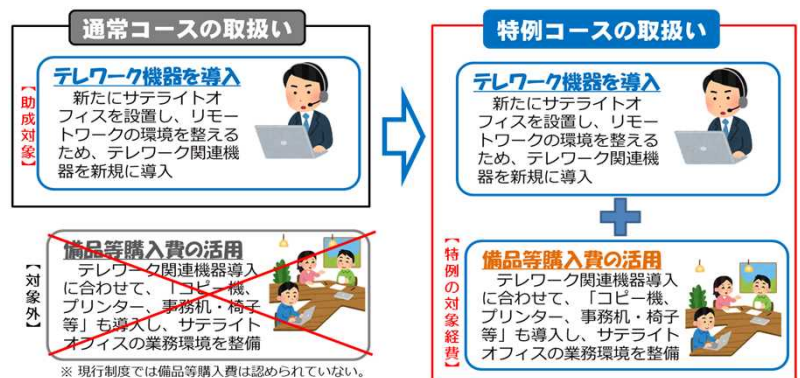 通常コースの取扱い
【助成対象】
テレワーク機器を導入
新たにサテライトオ
フィスを設置し、リモー
トワークの環境を整える
ため、テレワーク関連機
器を新規に導入
【対象外】
備品等購入費の活用
テレワーク関連機器導入
に合わせて、「コピー機、
プリンター、事務机・椅子
等」も導入し、サテライト
オフィスの業務環境を整備
※ 現行制度では備品等購入費は認められていない。
特例コースの取扱い
テレワーク機器を導入
新たにサテライトオ
フィスを設置し、リモー
トワークの環境を整える
ため、テレワーク関連機
器を新規に導入
【特例の対象経費】
備品等購入費の活用
テレワーク関連機器導入
に合わせて、「コピー機、
プリンター、事務机・椅子
等」も導入し、サテライト
オフィスの業務環境を整備